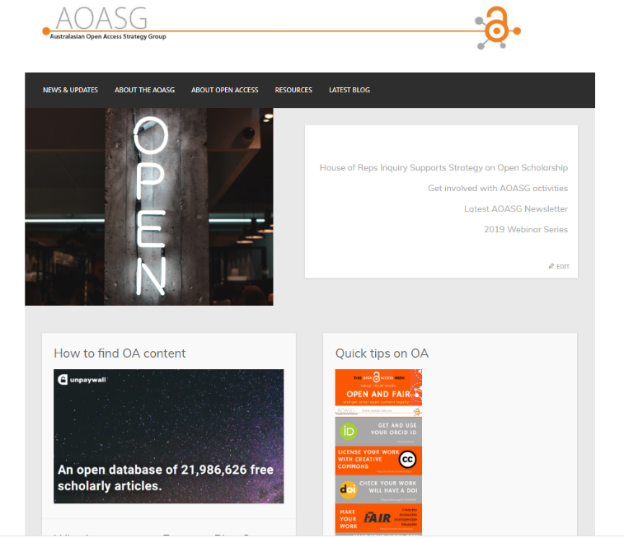 AOASG
Australasian Open Access Strategy Group
NEWS & UPDATES ABOUT THE AOASG ABOUT OPEN ACCESS RESOURCES LATEST BLOG
OPEN
House of Reps Inquiry Supports Strategy on Open Scholarship
Get involved with AOASG activities
Latest AOASG Newsletter
2019 Webinar Series
EDIT
How to find OA content
unpaywall
An open database of 21,986,626 free
scholarly articles.
Quick tips on OA
OPEN AND FAIR
AOASG
iD
GET AND USE
YOUR ORCID ID
LICENSE YOUR WORK
WITH CREATIVE
COMMONS
cc
doi
CHECK YOUR WORK
WILL HAVE A DOI
MAKE
YOUR
WORK
FAIR